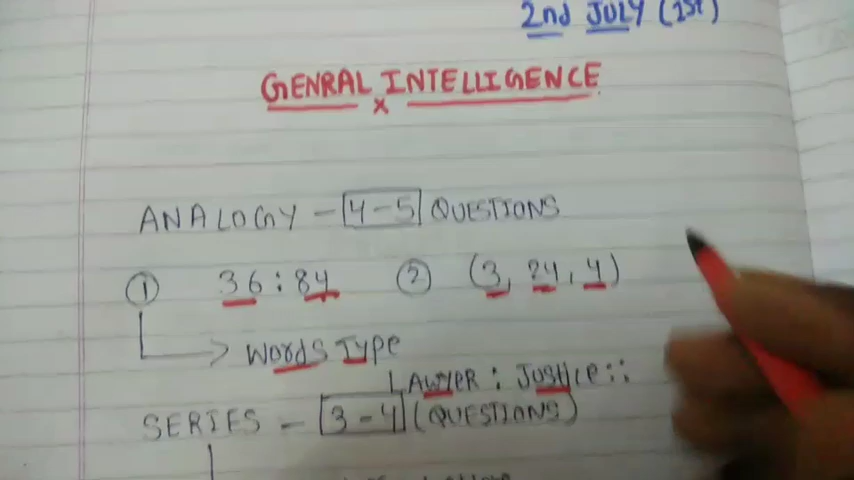 2nd JULY (1st)
GENRAL INTELLIGENCE
x
ANALOGY - 4-5 QUESTIONS
① 36:84 ② (3, 24, 4)
Words Type
LAWYER : JUSTICE ::
SERIES - 3-4 (QUESTIONS)